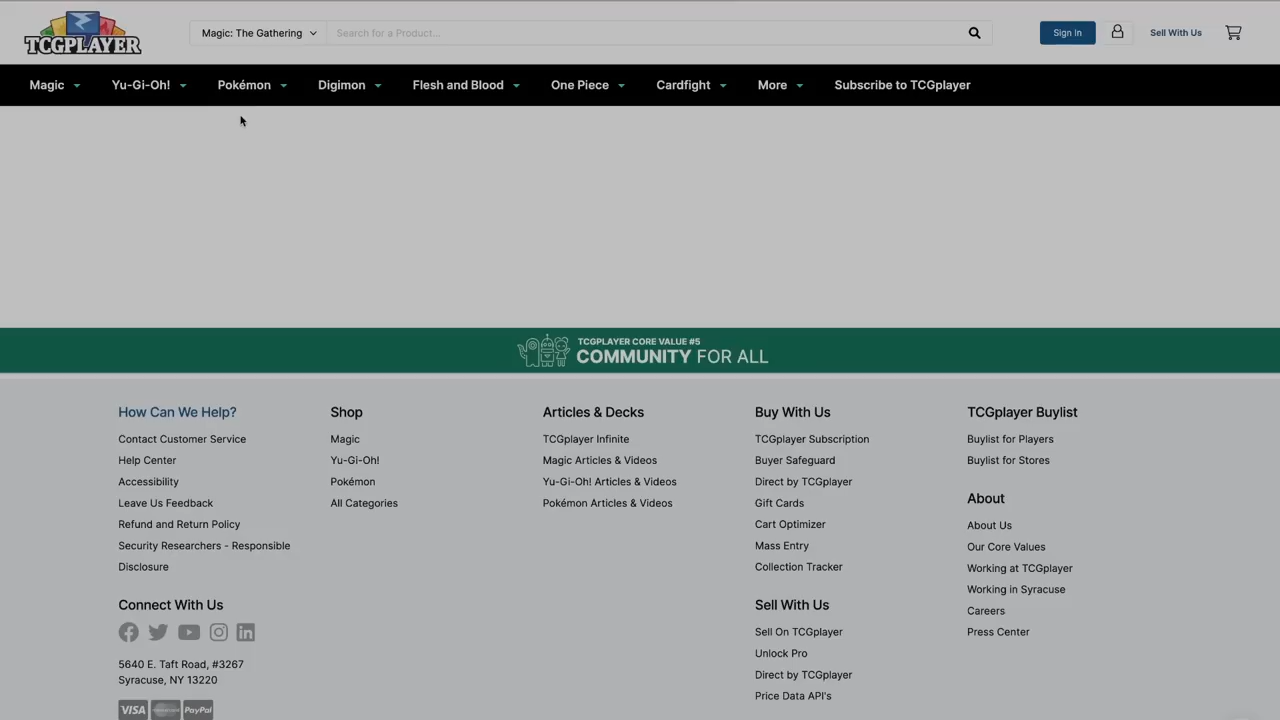 TCGPLAYER
Magic: The Gathering
Search for a Product...
Sign In
Sell With Us
Magic
Yu-Gi-Oh!
Pokémon
Digimon
Flesh and Blood
One Piece
Cardfight
More
Subscribe to TCGplayer
TCGPLAYER CORE VALUE #5
COMMUNITY FOR ALL
How Can We Help?
Contact Customer Service
Help Center
Accessibility
Leave Us Feedback
Refund and Return Policy
Security Researchers - Responsible
Disclosure
Connect With Us
5640 E. Taft Road, #3267
Syracuse, NY 13220
VISA
PayPal
Shop
Magic
Yu-Gi-Oh!
Pokémon
All Categories
Articles & Decks
TCGplayer Infinite
Magic Articles & Videos
Yu-Gi-Oh! Articles & Videos
Pokémon Articles & Videos
Buy With Us
TCGplayer Subscription
Buyer Safeguard
Direct by TCGplayer
Gift Cards
Cart Optimizer
Mass Entry
Collection Tracker
Sell With Us
Sell On TCGplayer
Unlock Pro
Direct by TCGplayer
Price Data API's
TCGplayer Buylist
Buylist for Players
Buylist for Stores
About
About Us
Our Core Values
Working at TCGplayer
Working in Syracuse
Careers
Press Center